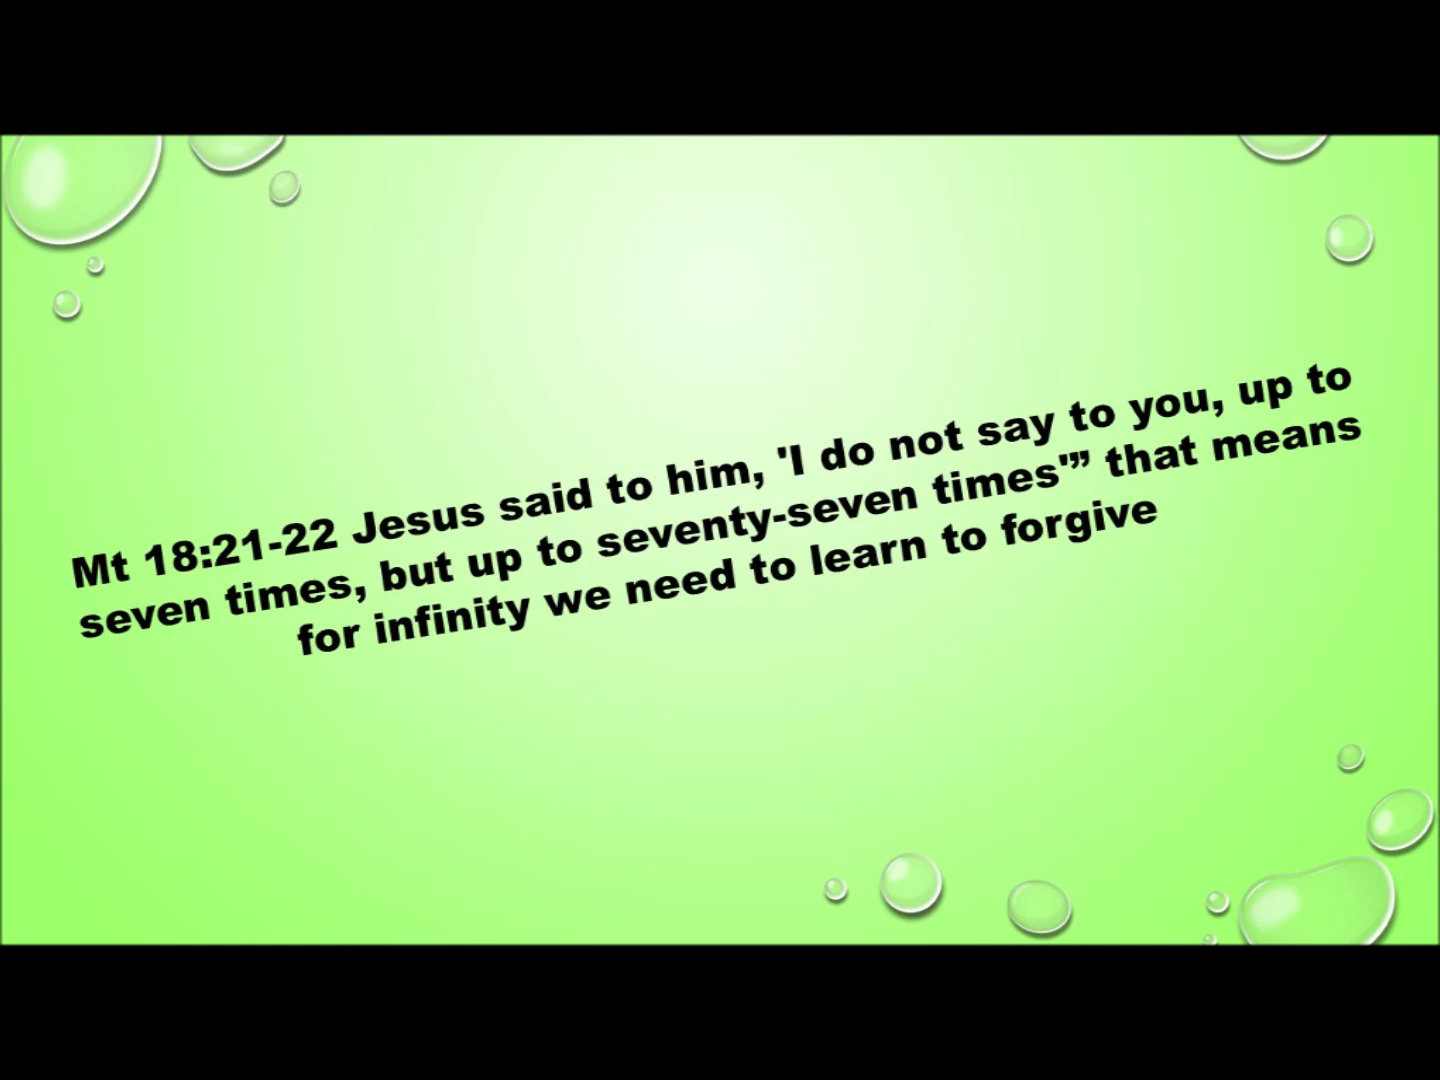 Mt 18:21-22 Jesus said to him, 'I do not say to you, up to
seven times, but up to seventy-seven times'” that means
for infinity we need to learn to forgive